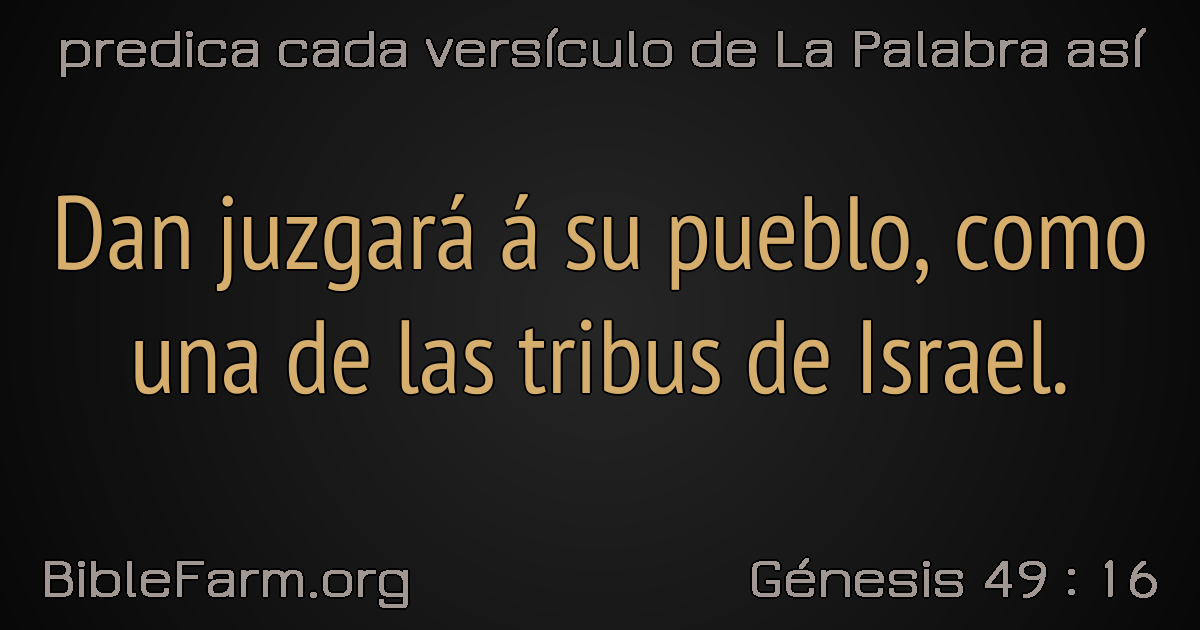 predica cada versículo de La Palabra así
Dan juzgará á su pueblo, como
una de las tribus de Israel.
BibleFarm.org
Génesis 49 : 16